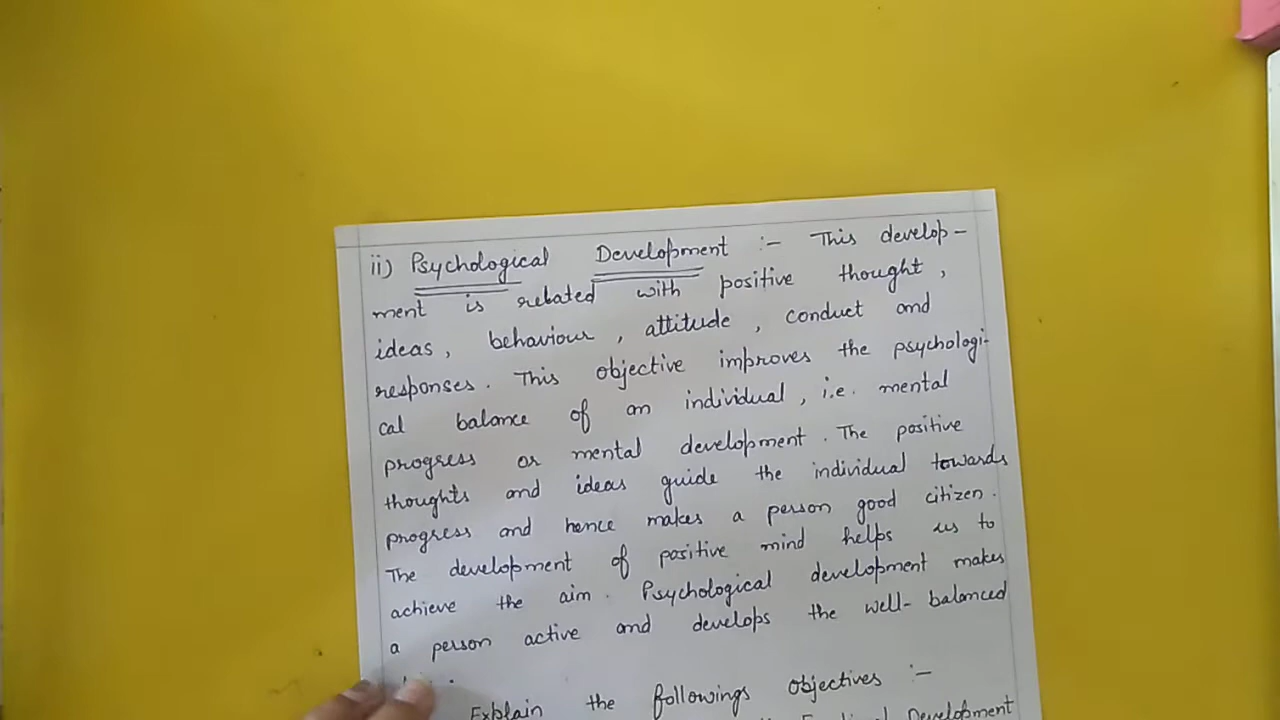 ii) Psychological Development :- This develop-
ment is related with positive thought,
ideas, behaviour, attitude, conduct and
responses. This objective improves the psychologi-
cal balance of an individual, i.e. mental
progress or mental development. The positive
thoughts and ideas guide the individual towards
progress and hence makes a person good citizen.
The development of positive mind helps us to
achieve the aim. Psychological development makes
a person active and develops the well-balanced
Explain the followings objectives :-
Development